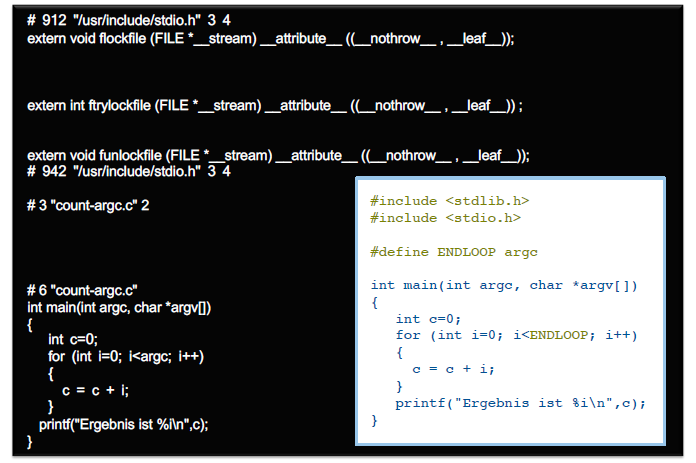 # 912 "/usr/include/stdio.h" 3 4
extern void flockfile (FILE *__stream) __attribute__ ((__nothrow__ , __leaf__));
extern int ftrylockfile (FILE *__stream) __attribute__ ((__nothrow__ , __leaf__)) ;
extern void funlockfile (FILE *__stream) __attribute__ ((__nothrow__ , __leaf__));
# 942 "/usr/include/stdio.h" 3 4
# 3 "count-argc.c" 2
# 6 "count-argc.c"
int main(int argc, char *argv[])
{
int c=0;
for (int i=0; i<argc; i++)
{
c = c + i;
}
printf("Ergebnis ist %i\n",c);
}
#include <stdlib.h>
#include <stdio.h>
#define ENDLOOP argc
int main(int argc, char *argv[])
{
int c=0;
for (int i=0; i<ENDLOOP; i++)
{
c = c + i;
}
printf("Ergebnis ist %i\n",c);
}